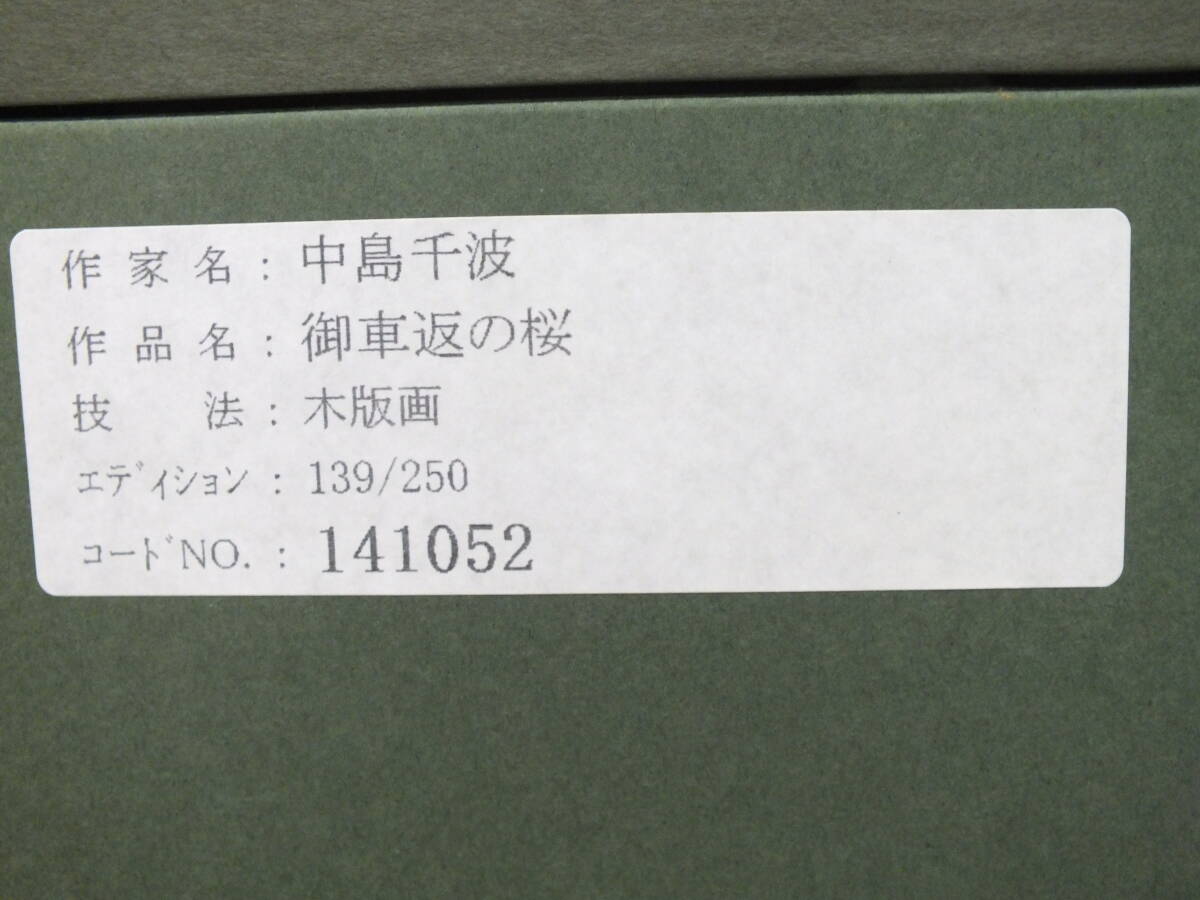 作 家 名 : 中島千波
作 品 名 : 御車返の桜
技　　法 : 木版画
ｴﾃﾞｨｼｮﾝ : 139/250
ｺｰﾄﾞNO. : 141052